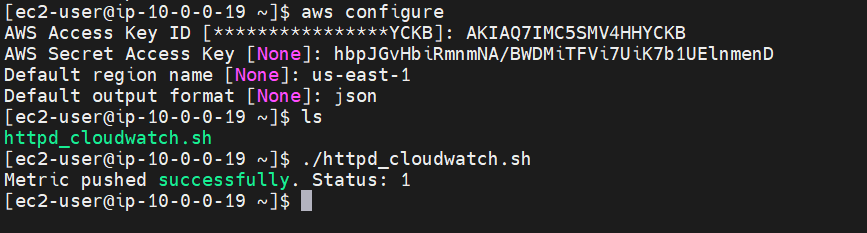 [ec2-user@ip-10-0-0-19 ~]$ aws configure
AWS Access Key ID [****************YCKB]: AKIAQ7IMC5SMV4HHYCKB
AWS Secret Access Key [None]: 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
Default region name [None]: us-east-1
Default output format [None]: json
[ec2-user@ip-10-0-0-19 ~]$ ls
httpd_cloudwatch.sh
[ec2-user@ip-10-0-0-19 ~]$ ./httpd_cloudwatch.sh
Metric pushed successfully. Status: 1
[ec2-user@ip-10-0-0-19 ~]$